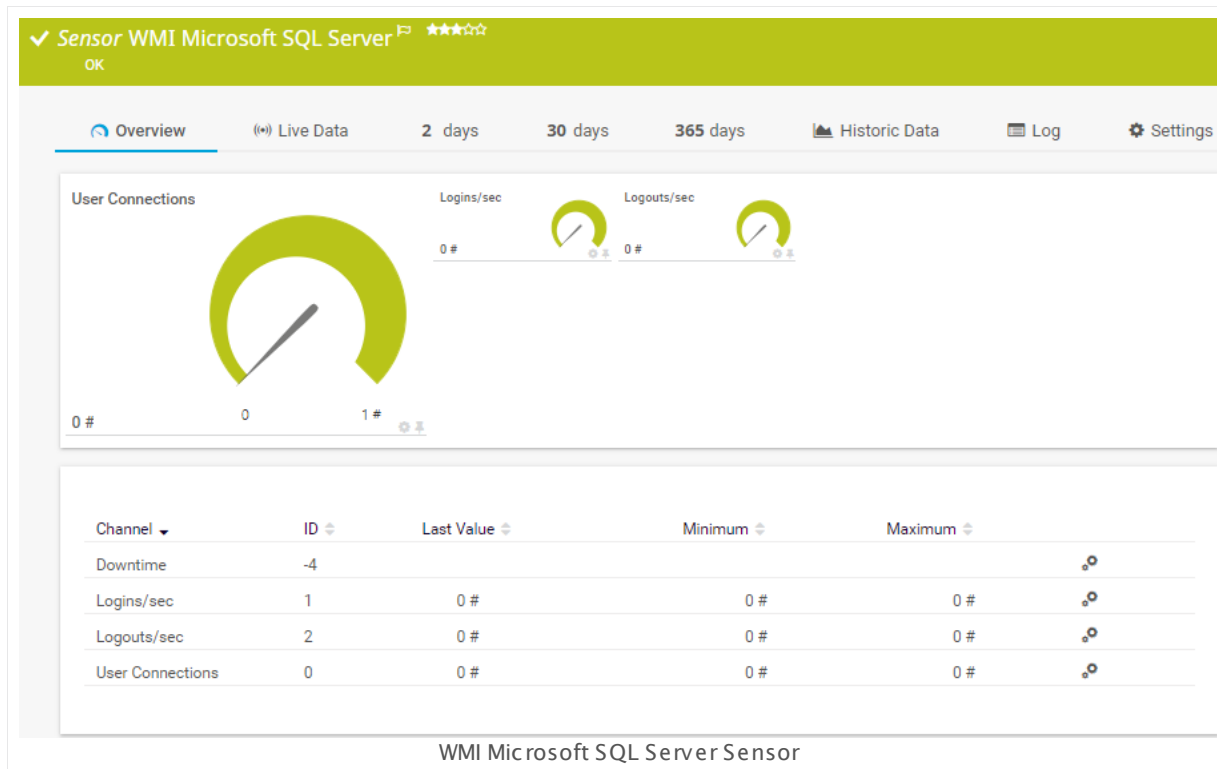 Sensor WMI Microsoft SQL Server
OK
Overview Live Data 2 days 30 days 365 days Historic Data Log Settings
User Connections Logins/sec Logouts/sec
0 # 0 #
0 1 #
0 #
Channel ID Last Value Minimum Maximum
Downtime -4
Logins/sec 1 0 # 0 # 0 #
Logouts/sec 2 0 # 0 # 0 #
User Connections 0 0 # 0 # 0 #
WMI Microsoft SQL Server Sensor